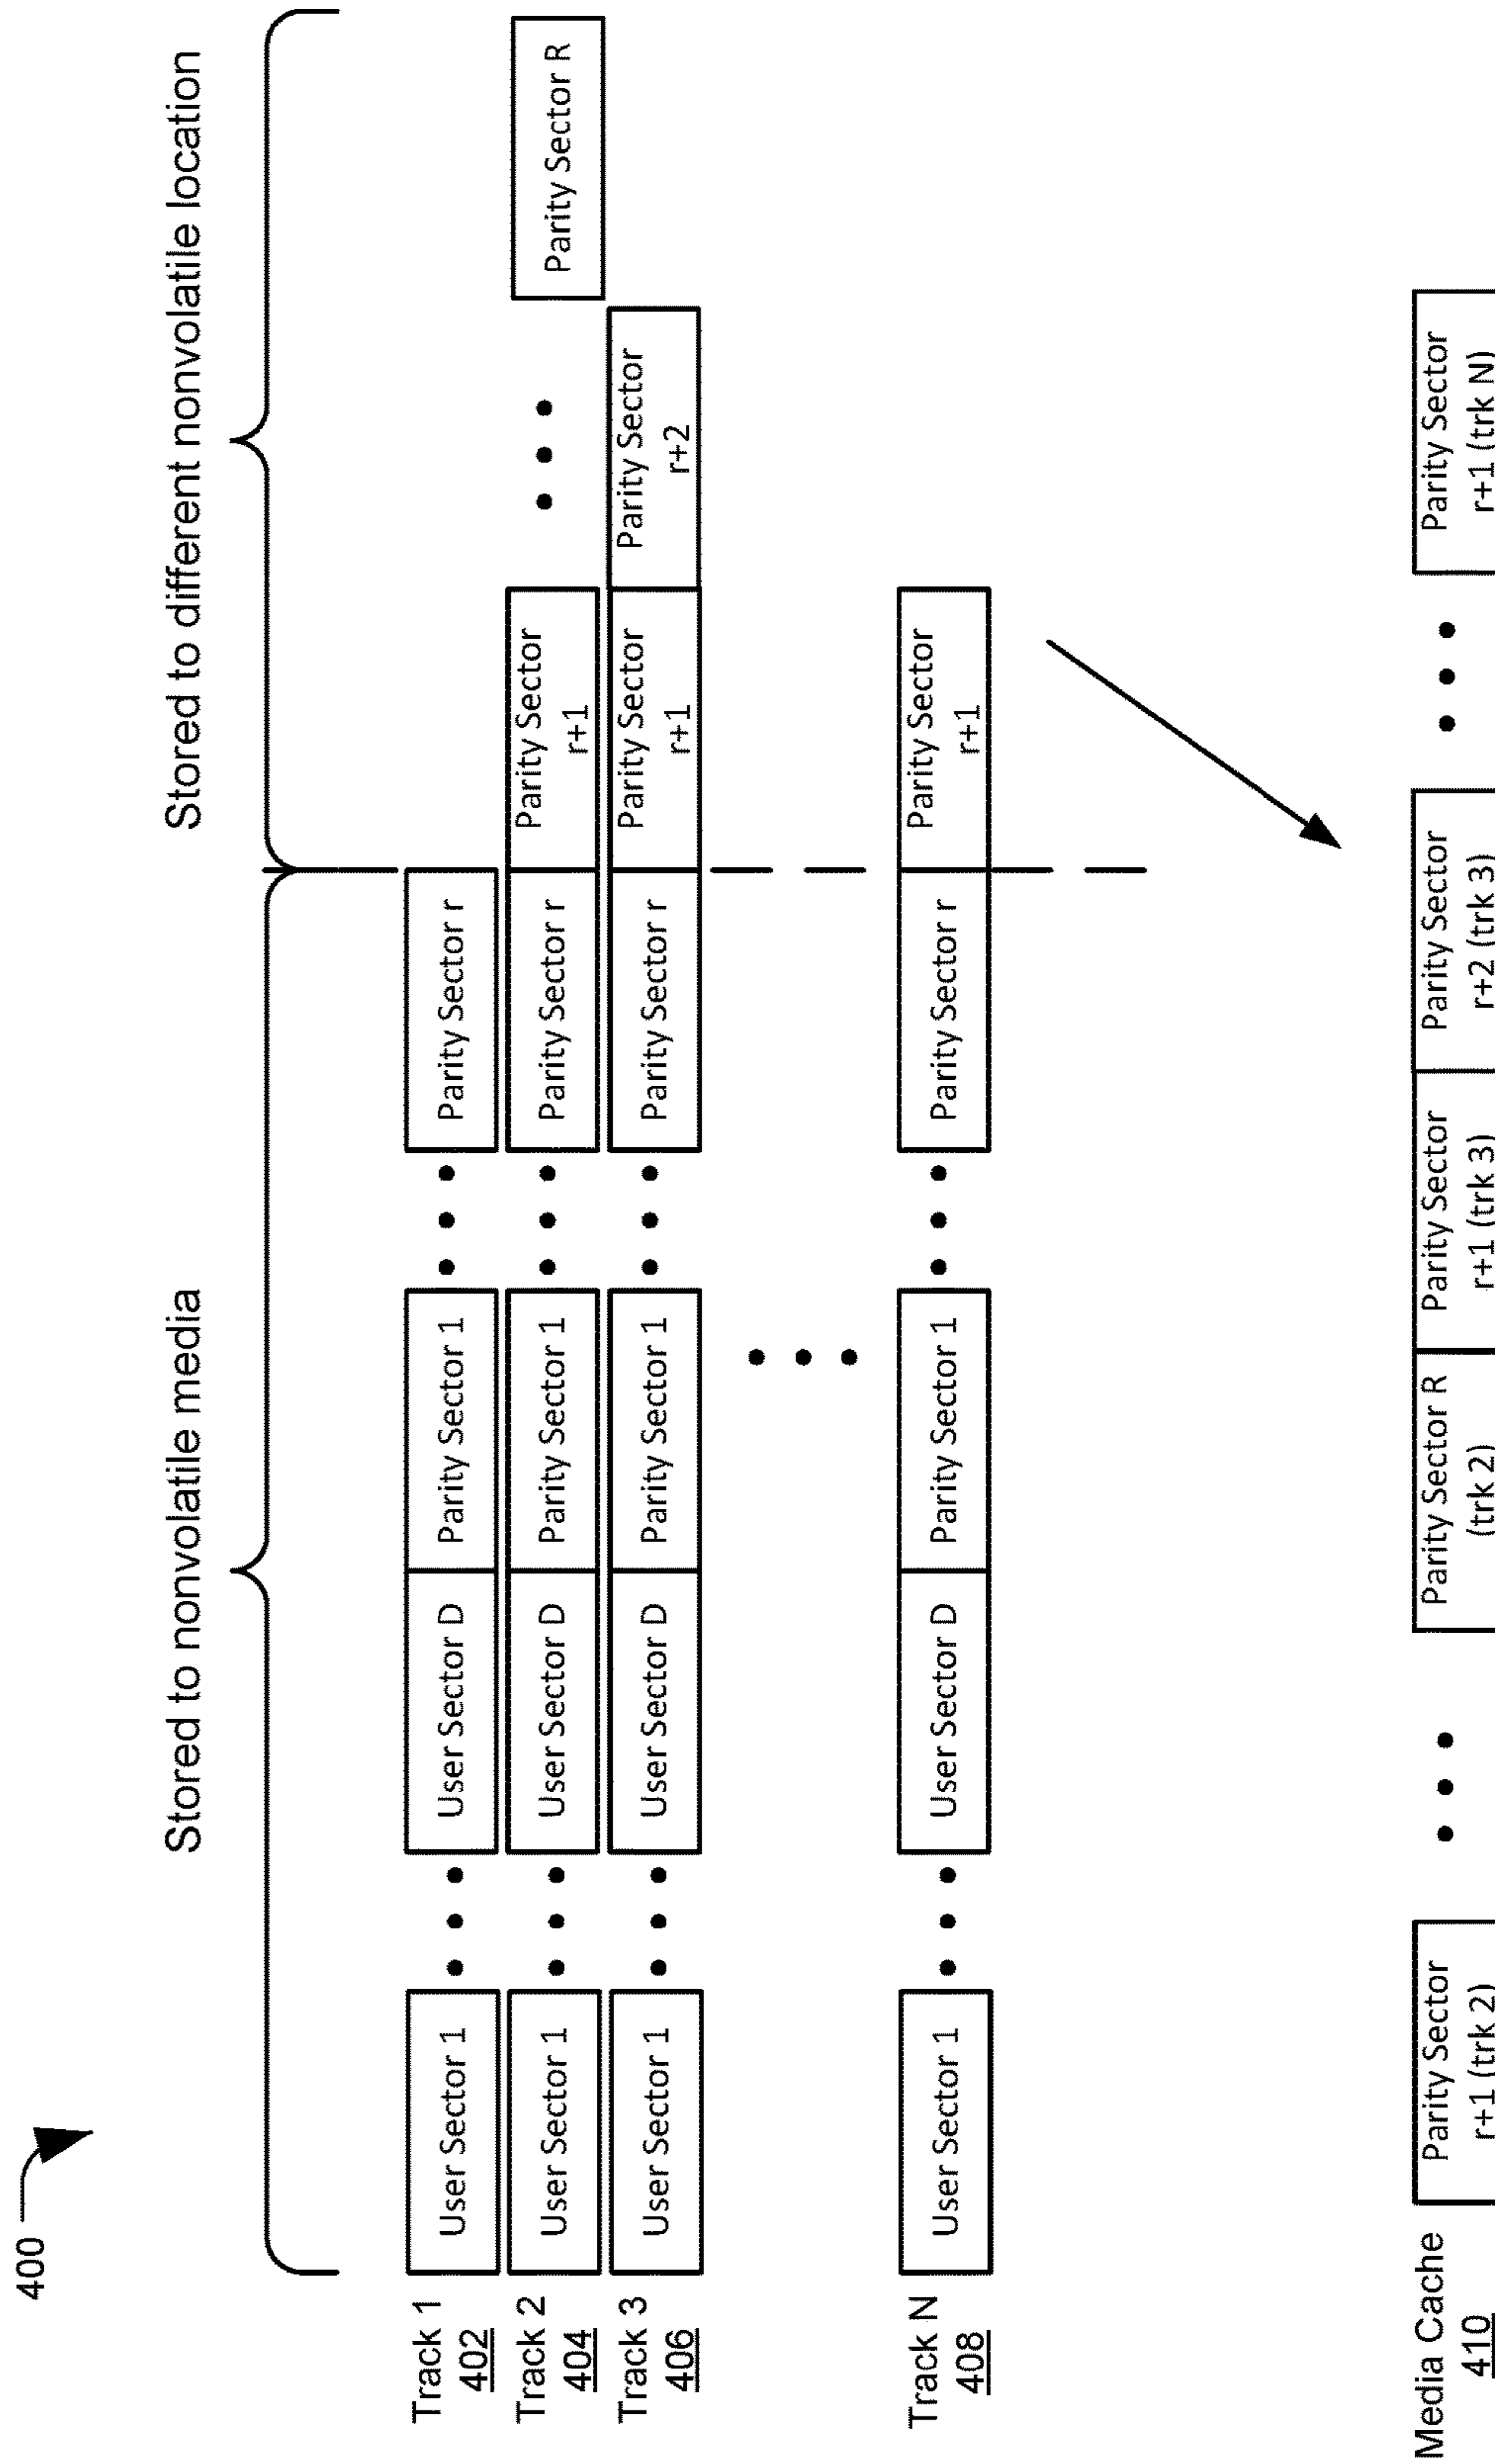 400
Stored to nonvolatile media
Stored to different nonvolatile location
Track 1
402
User Sector 1
User Sector D
Parity Sector 1
Parity Sector r
Track 2
404
User Sector 1
User Sector D
Parity Sector 1
Parity Sector r
Parity Sector
r+1
Parity Sector R
Track 3
406
User Sector 1
User Sector D
Parity Sector 1
Parity Sector r
Parity Sector
r+1
Parity Sector
r+2
Track N
408
User Sector 1
User Sector D
Parity Sector 1
Parity Sector r
Parity Sector
r+1
Media Cache
410
Parity Sector
r+1 (trk 2)
Parity Sector R
(trk 2)
Parity Sector
r+1 (trk 3)
Parity Sector
r+2 (trk 3)
Parity Sector
r+1 (trk N)